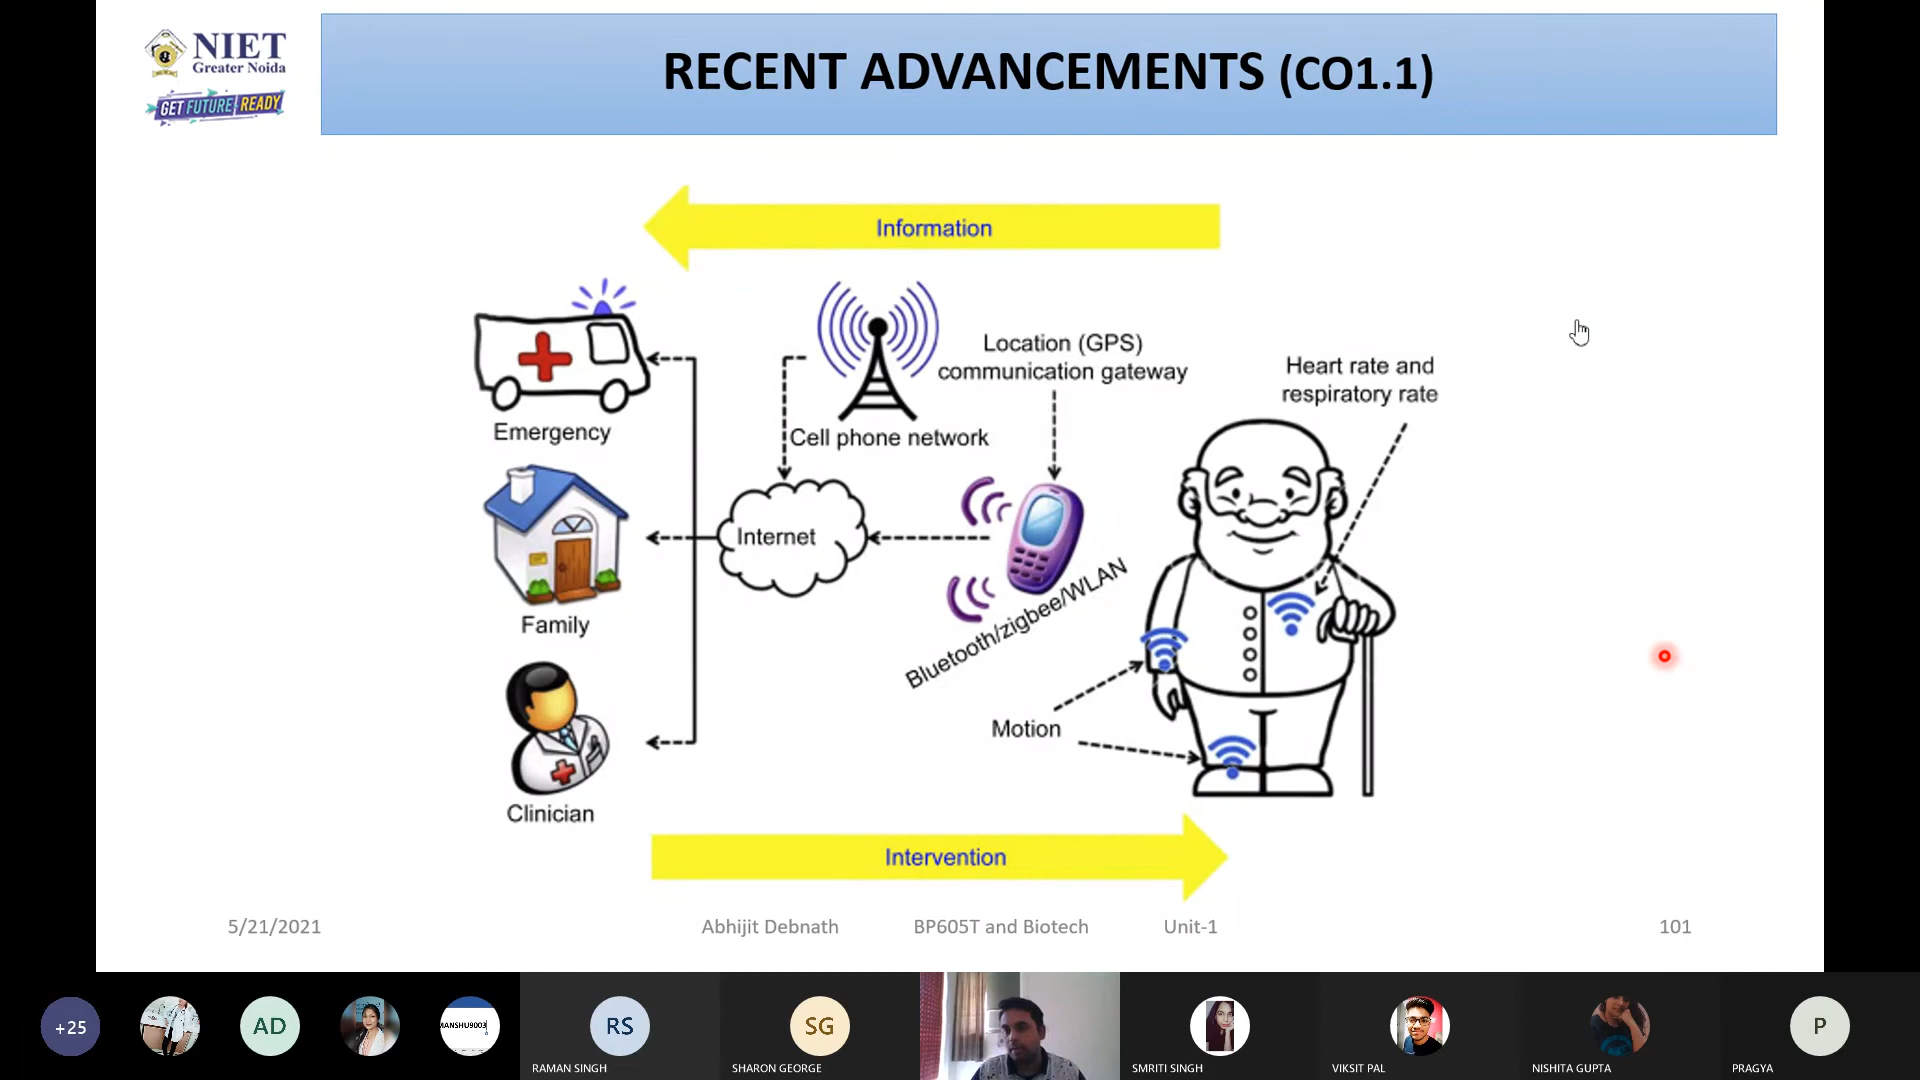 NIET
Greater Noida
GET FUTURE READY
RECENT ADVANCEMENTS (CO1.1)
Information
Location (GPS)
communication gateway
Heart rate and
respiratory rate
Emergency
Cell phone network
Internet
Bluetooth/zigbee/WLAN
Family
Motion
Clinician
Intervention
5/21/2021
Abhijit Debnath
BP605T and Biotech
Unit-1
101
+25
AD
MANSHU9003
RS
SG
P
RAMAN SINGH
SHARON GEORGE
SMRITI SINGH
VIKSIT PAL
NISHITA GUPTA
PRAGYA